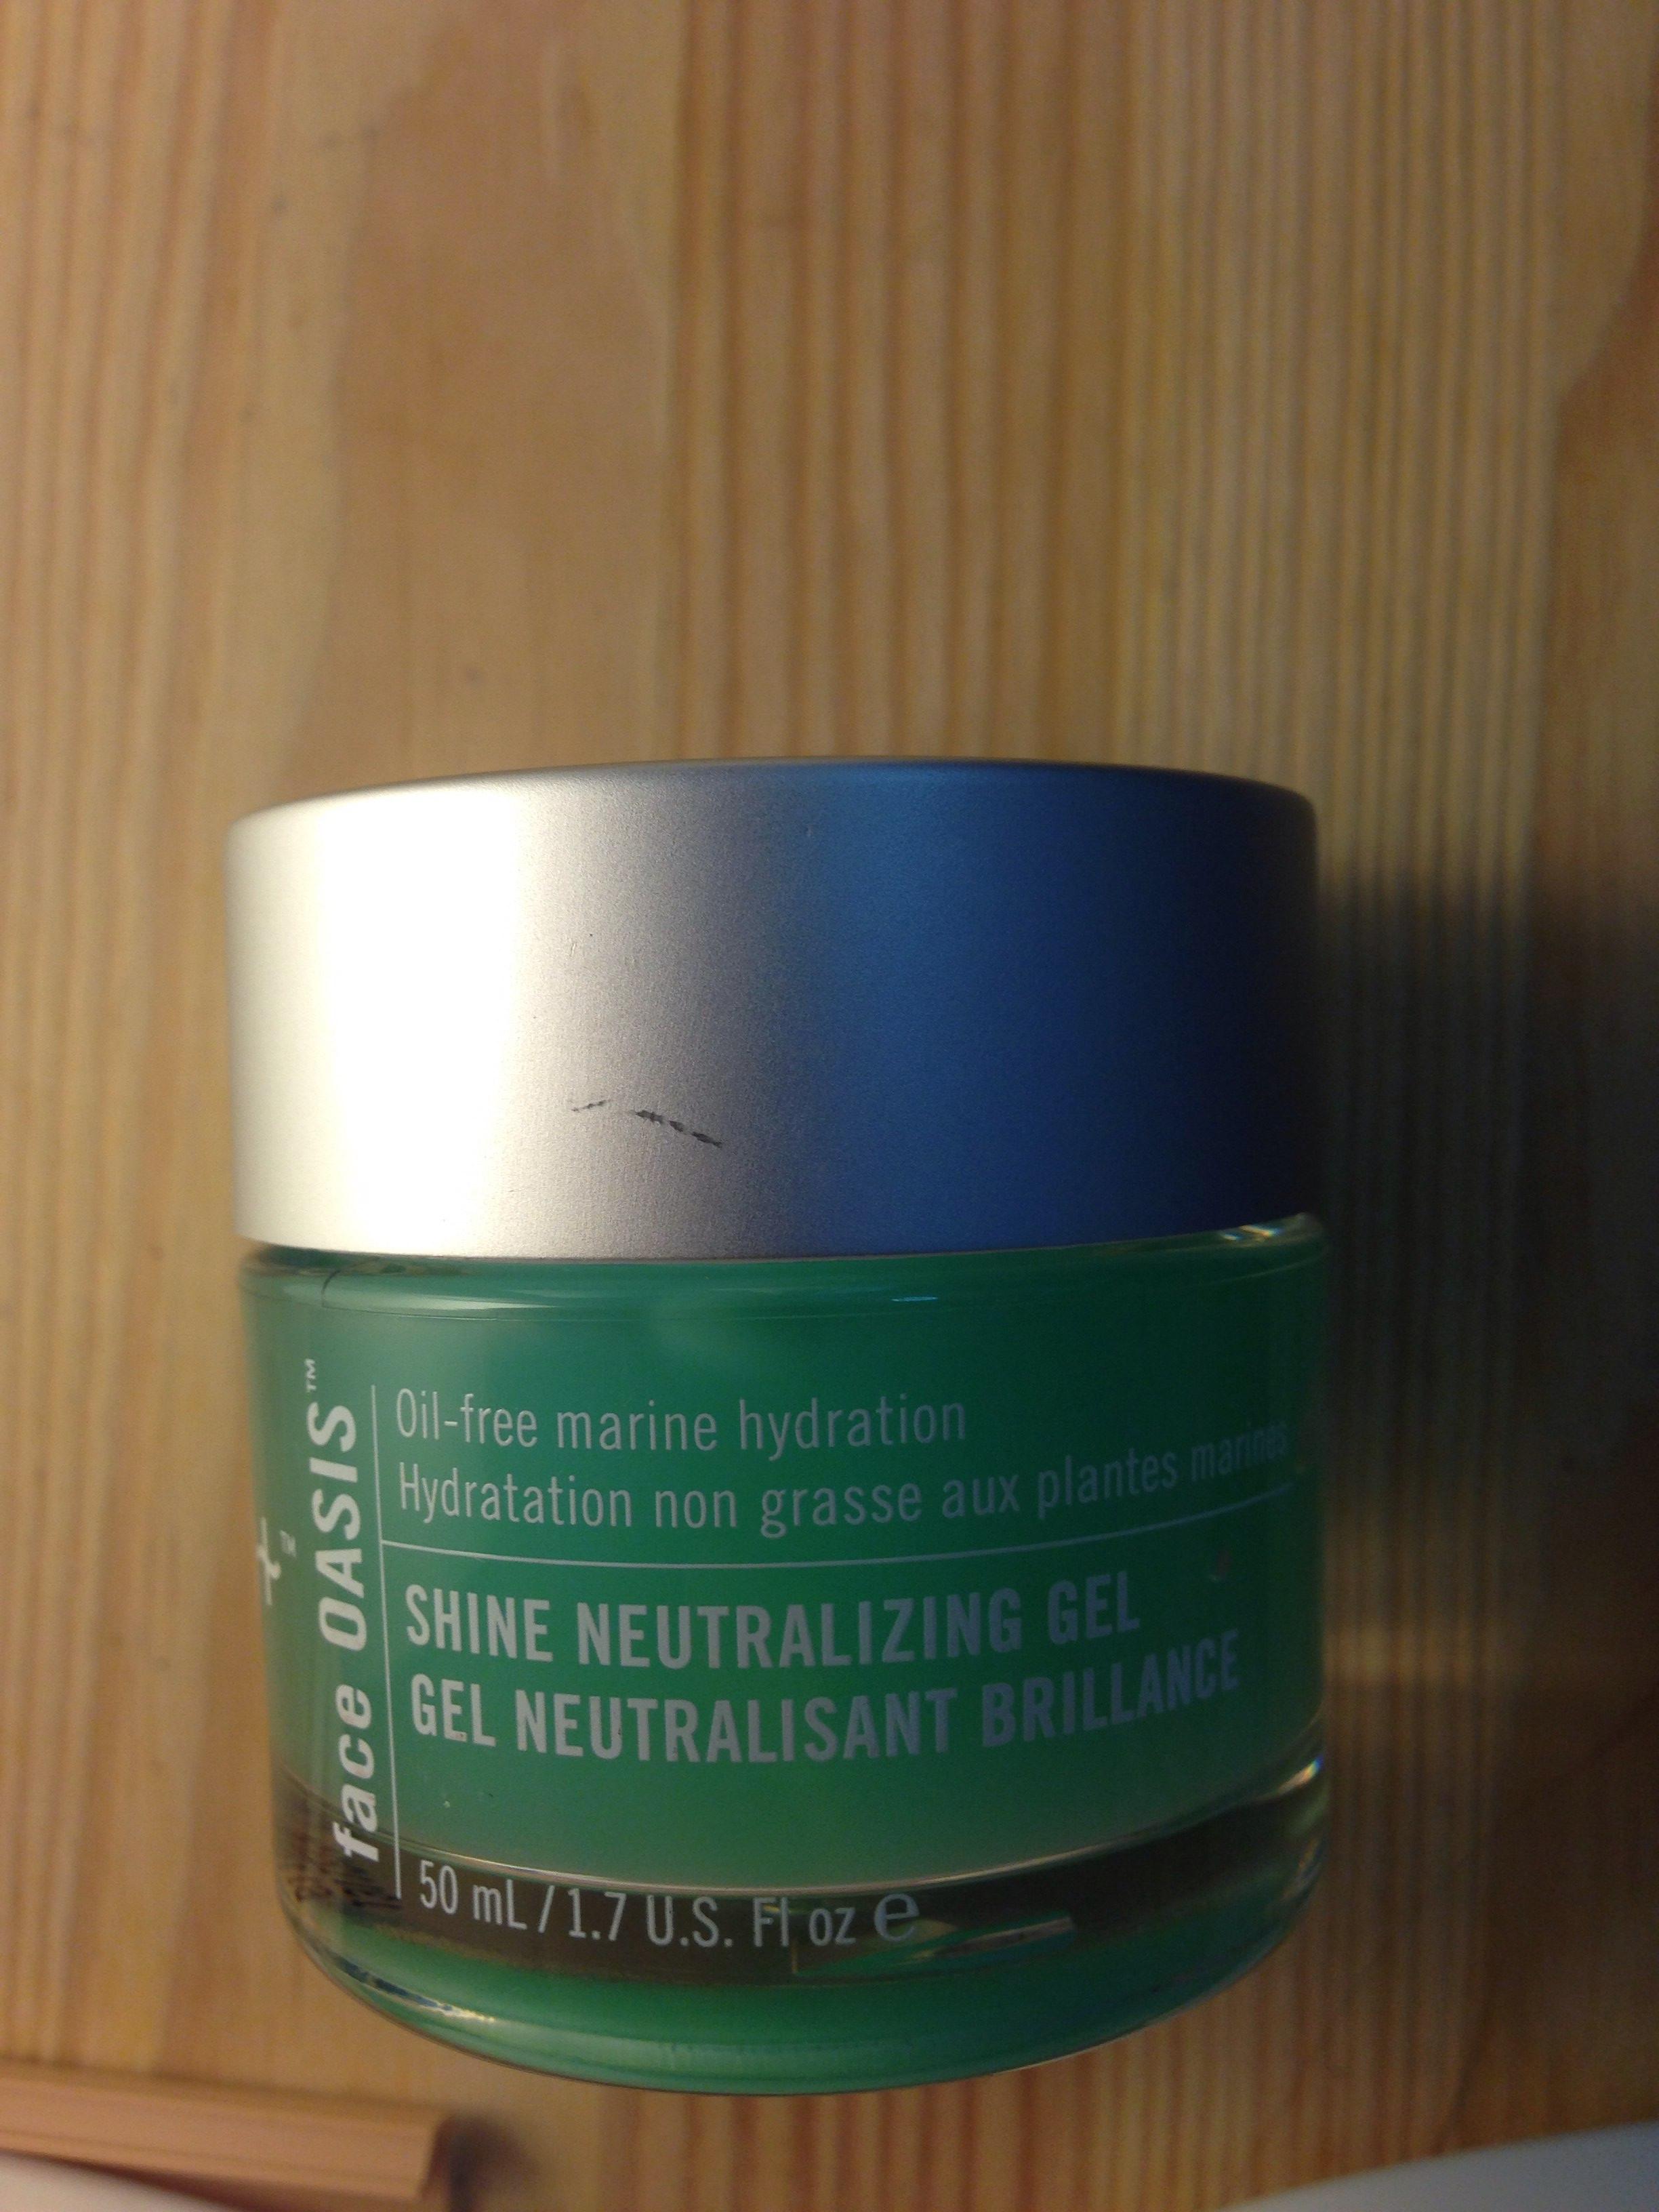 face OASIS™
Oil-free marine hydration
Hydratation non grasse aux plantes marines
SHINE NEUTRALIZING GEL
GEL NEUTRALISANT BRILLANCE
50 mL / 1.7 U.S. Fl oz ℮